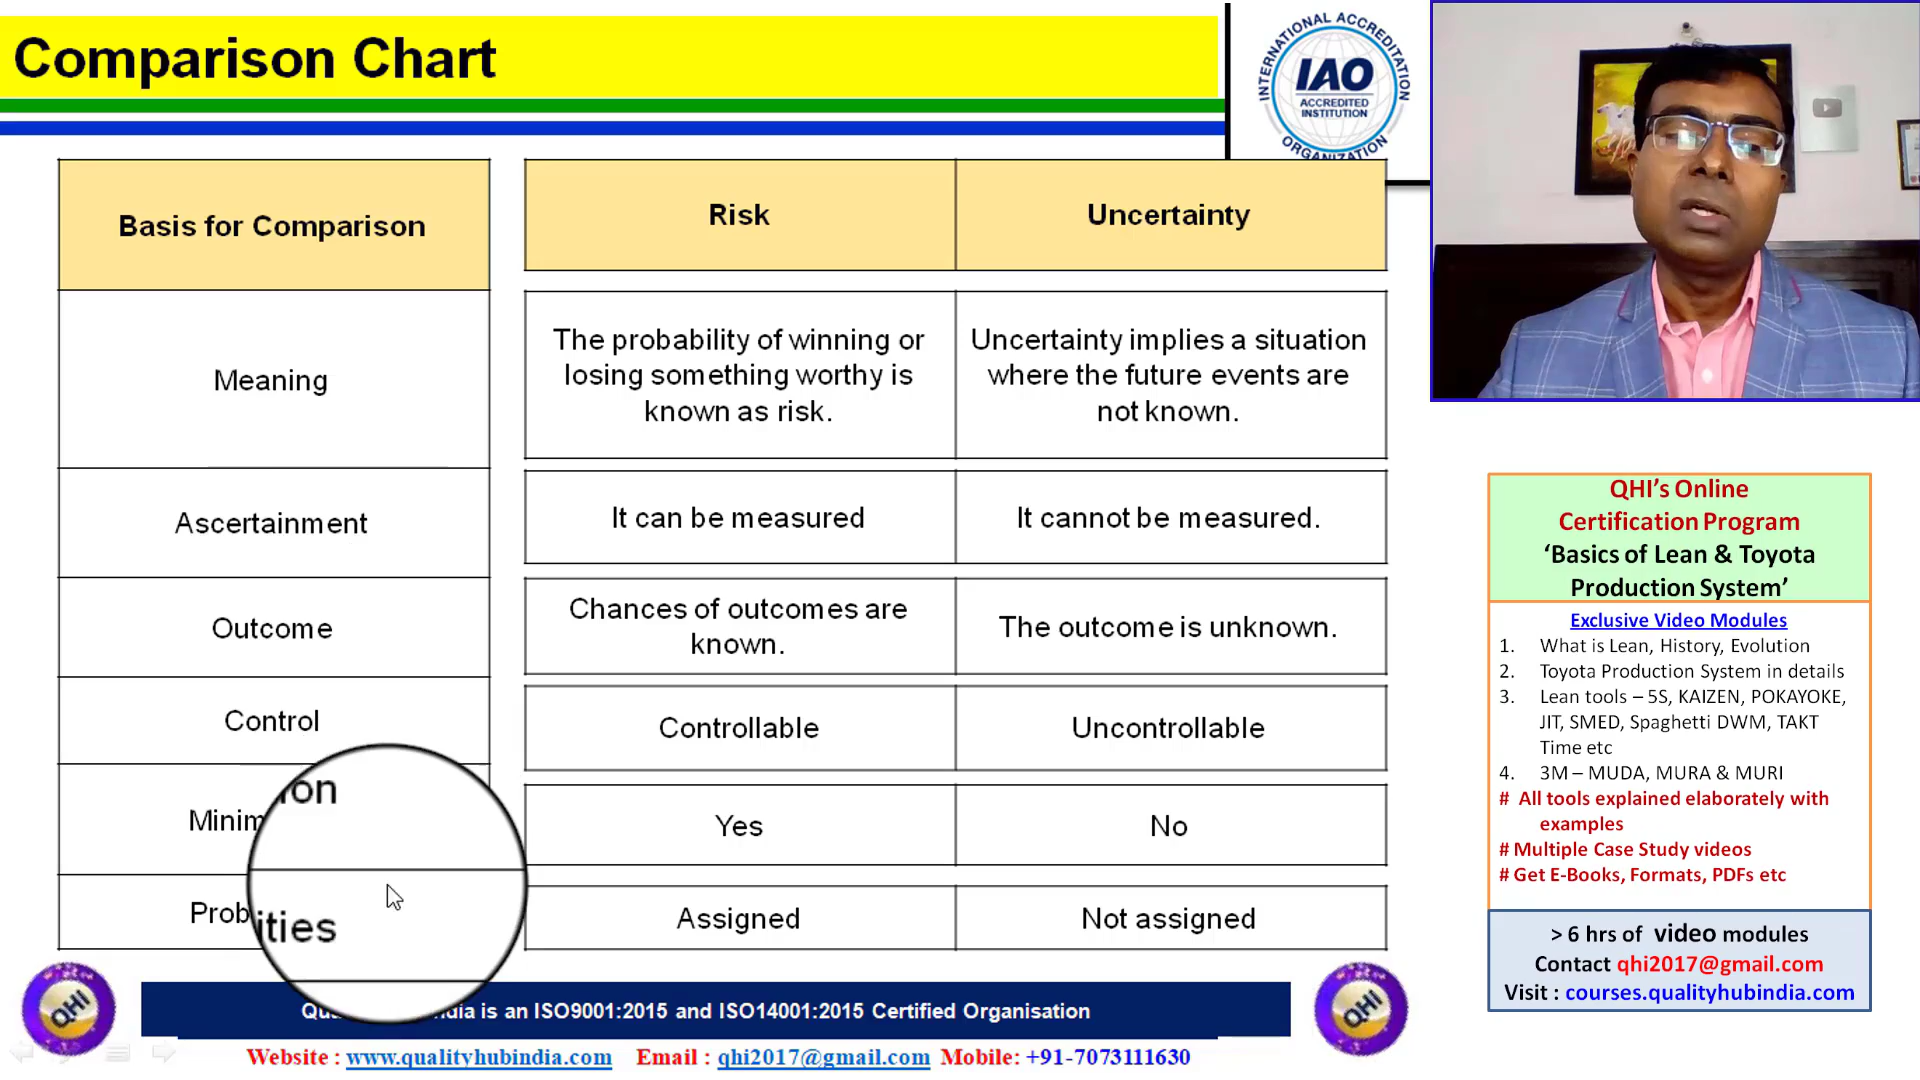 Comparison Chart
INTERNATIONAL ACCREDITATION
IAO
ACCREDITED
INSTITUTION
ORGANIZATION
Basis for Comparison
Risk
Uncertainty
Meaning
The probability of winning or
losing something worthy is
known as risk.
Uncertainty implies a situation
where the future events are
not known.
Ascertainment
It can be measured
It cannot be measured.
Outcome
Chances of outcomes are
known.
The outcome is unknown.
Control
Controllable
Uncontrollable
Yes
No
Assigned
Not assigned
is an ISO9001:2015 and ISO14001:2015 Certified Organisation
QHI
QHI
Website : www.qualityhubindia.com Email : qhi2017@gmail.com Mobile: +91-7073111630
QHI’s Online
Certification Program
‘Basics of Lean & Toyota
Production System’
Exclusive Video Modules
1. What is Lean, History, Evolution
2. Toyota Production System in details
3. Lean tools – 5S, KAIZEN, POKAYOKE,
JIT, SMED, Spaghetti DWM, TAKT
Time etc
4. 3M – MUDA, MURA & MURI
# All tools explained elaborately with
examples
# Multiple Case Study videos
# Get E-Books, Formats, PDFs etc
> 6 hrs of video modules
Contact qhi2017@gmail.com
Visit : courses.qualityhubindia.com